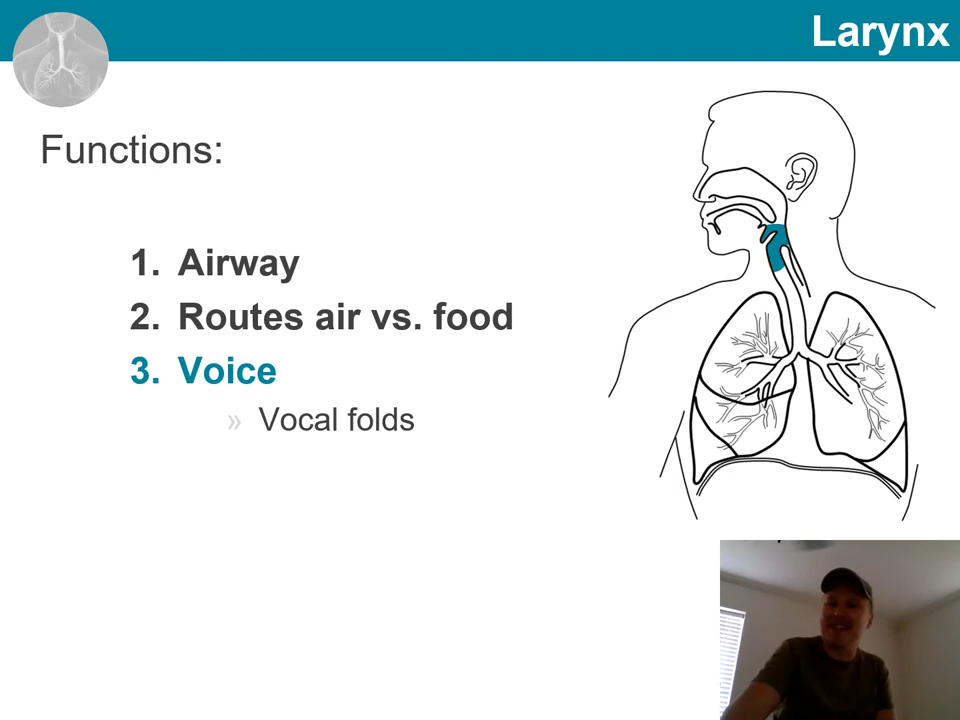 Larynx
Functions:
1. Airway
2. Routes air vs. food
3. Voice
» Vocal folds